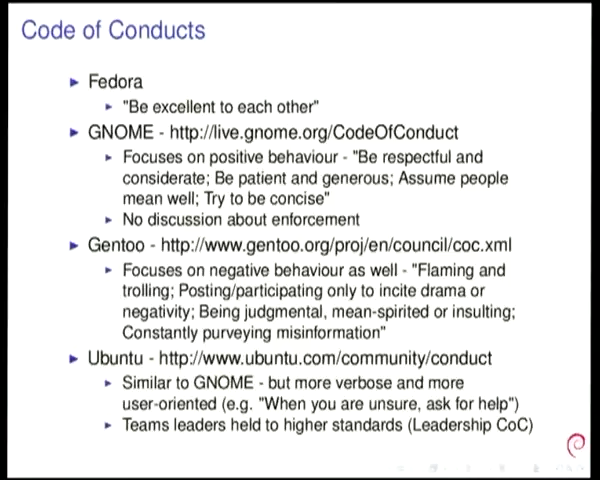 Code of Conducts
Fedora
"Be excellent to each other"
GNOME - http://live.gnome.org/CodeOfConduct
Focuses on positive behaviour - "Be respectful and
considerate; Be patient and generous; Assume people
mean well; Try to be concise"
No discussion about enforcement
Gentoo - http://www.gentoo.org/proj/en/council/coc.xml
Focuses on negative behaviour as well - "Flaming and
trolling; Posting/participating only to incite drama or
negativity; Being judgmental, mean-spirited or insulting;
Constantly purveying misinformation"
Ubuntu - http://www.ubuntu.com/community/conduct
Similar to GNOME - but more verbose and more
user-oriented (e.g. "When you are unsure, ask for help")
Teams leaders held to higher standards (Leadership CoC)